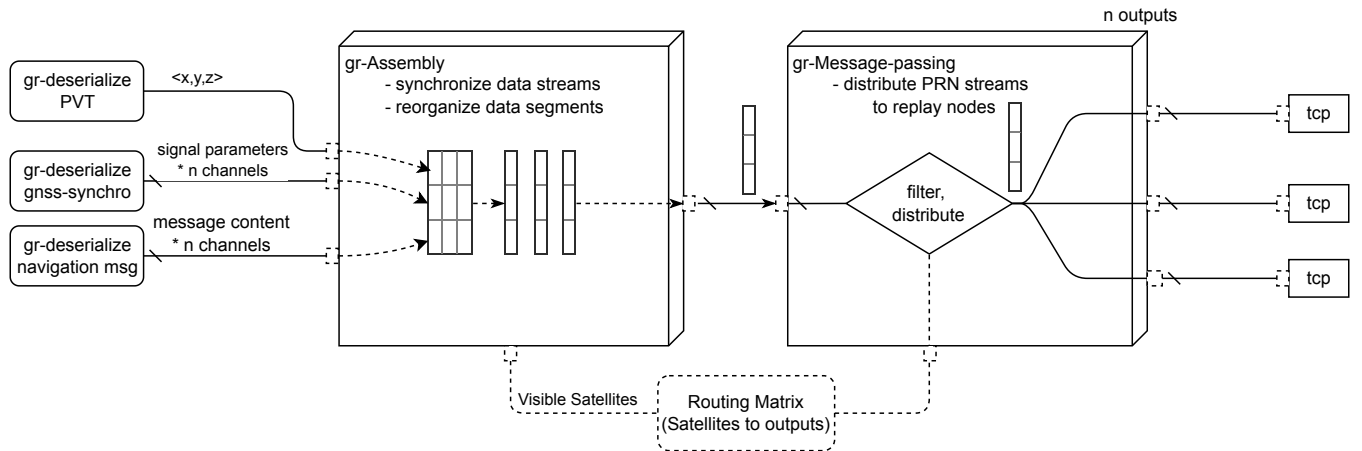 n outputs
gr-deserialize
PVT
<x,y,z>
gr-deserialize
gnss-synchro
signal parameters
* n channels
gr-deserialize
navigation msg
message content
* n channels
gr-Assembly
- synchronize data streams
- reorganize data segments
gr-Message-passing
- distribute PRN streams
to replay nodes
filter,
distribute
tcp
tcp
tcp
Visible Satellites
Routing Matrix
(Satellites to outputs)